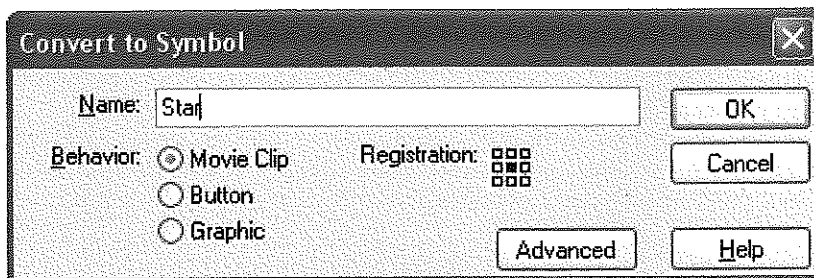 Convert to Symbol
Name: Star
OK
Behavior: Movie Clip
Registration:
Cancel
Button
Graphic
Advanced
Help